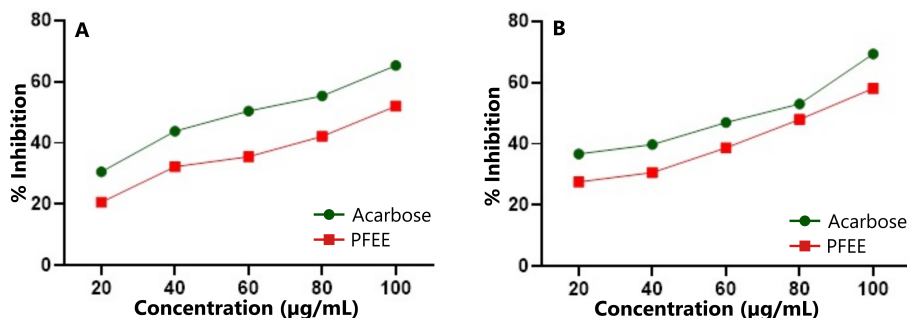 A
% Inhibition
80
60
40
20
0
20 40 60 80 100
Concentration (µg/mL)
Acarbose
PFEE
B
% Inhibition
80
60
40
20
0
20 40 60 80 100
Concentration (µg/mL)
Acarbose
PFEE